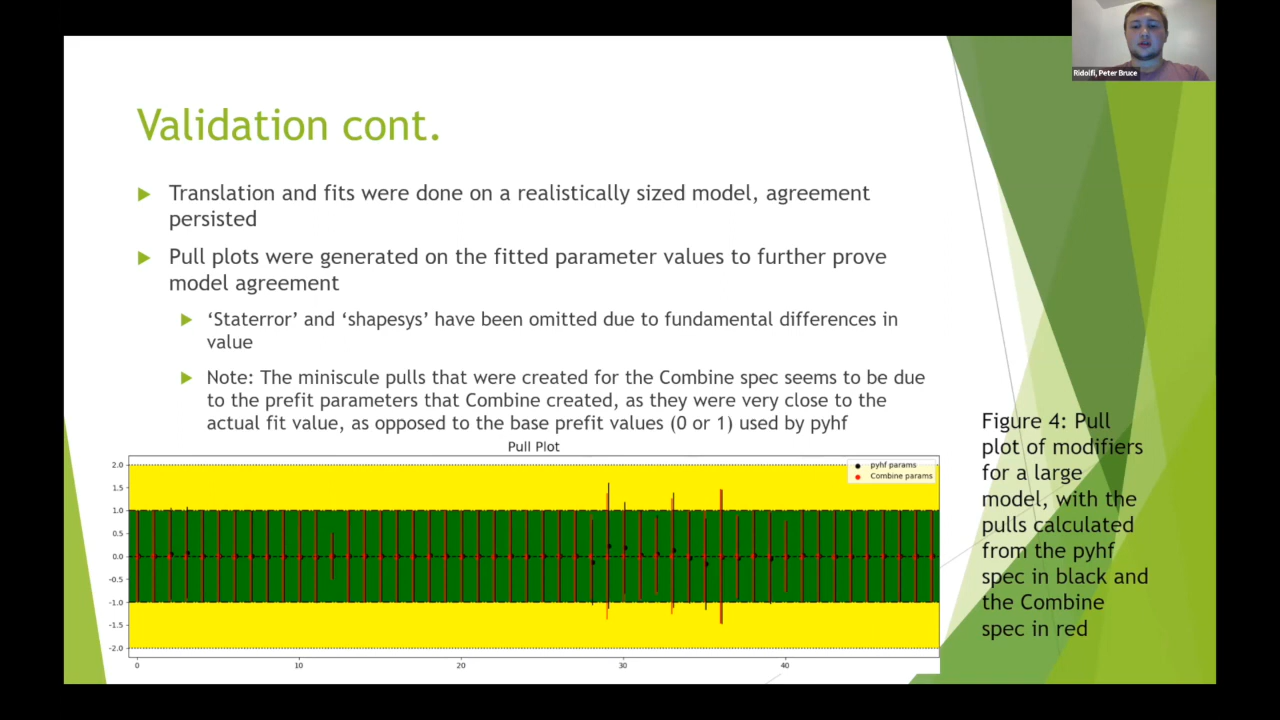 Ridolfi, Peter Bruce
Validation cont.
Translation and fits were done on a realistically sized model, agreement
persisted
Pull plots were generated on the fitted parameter values to further prove
model agreement
‘Staterror’ and ‘shapesys’ have been omitted due to fundamental differences in
value
Note: The miniscule pulls that were created for the Combine spec seems to be due
to the prefit parameters that Combine created, as they were very close to the
actual fit value, as opposed to the base prefit values (0 or 1) used by pyhf
Pull Plot
pyhf params
Combine params
2.0
1.5
1.0
0.5
0.0
-0.5
-1.0
-1.5
-2.0
0 10 20 30 40
Figure 4: Pull
plot of modifiers
for a large
model, with the
pulls calculated
from the pyhf
spec in black and
the Combine
spec in red